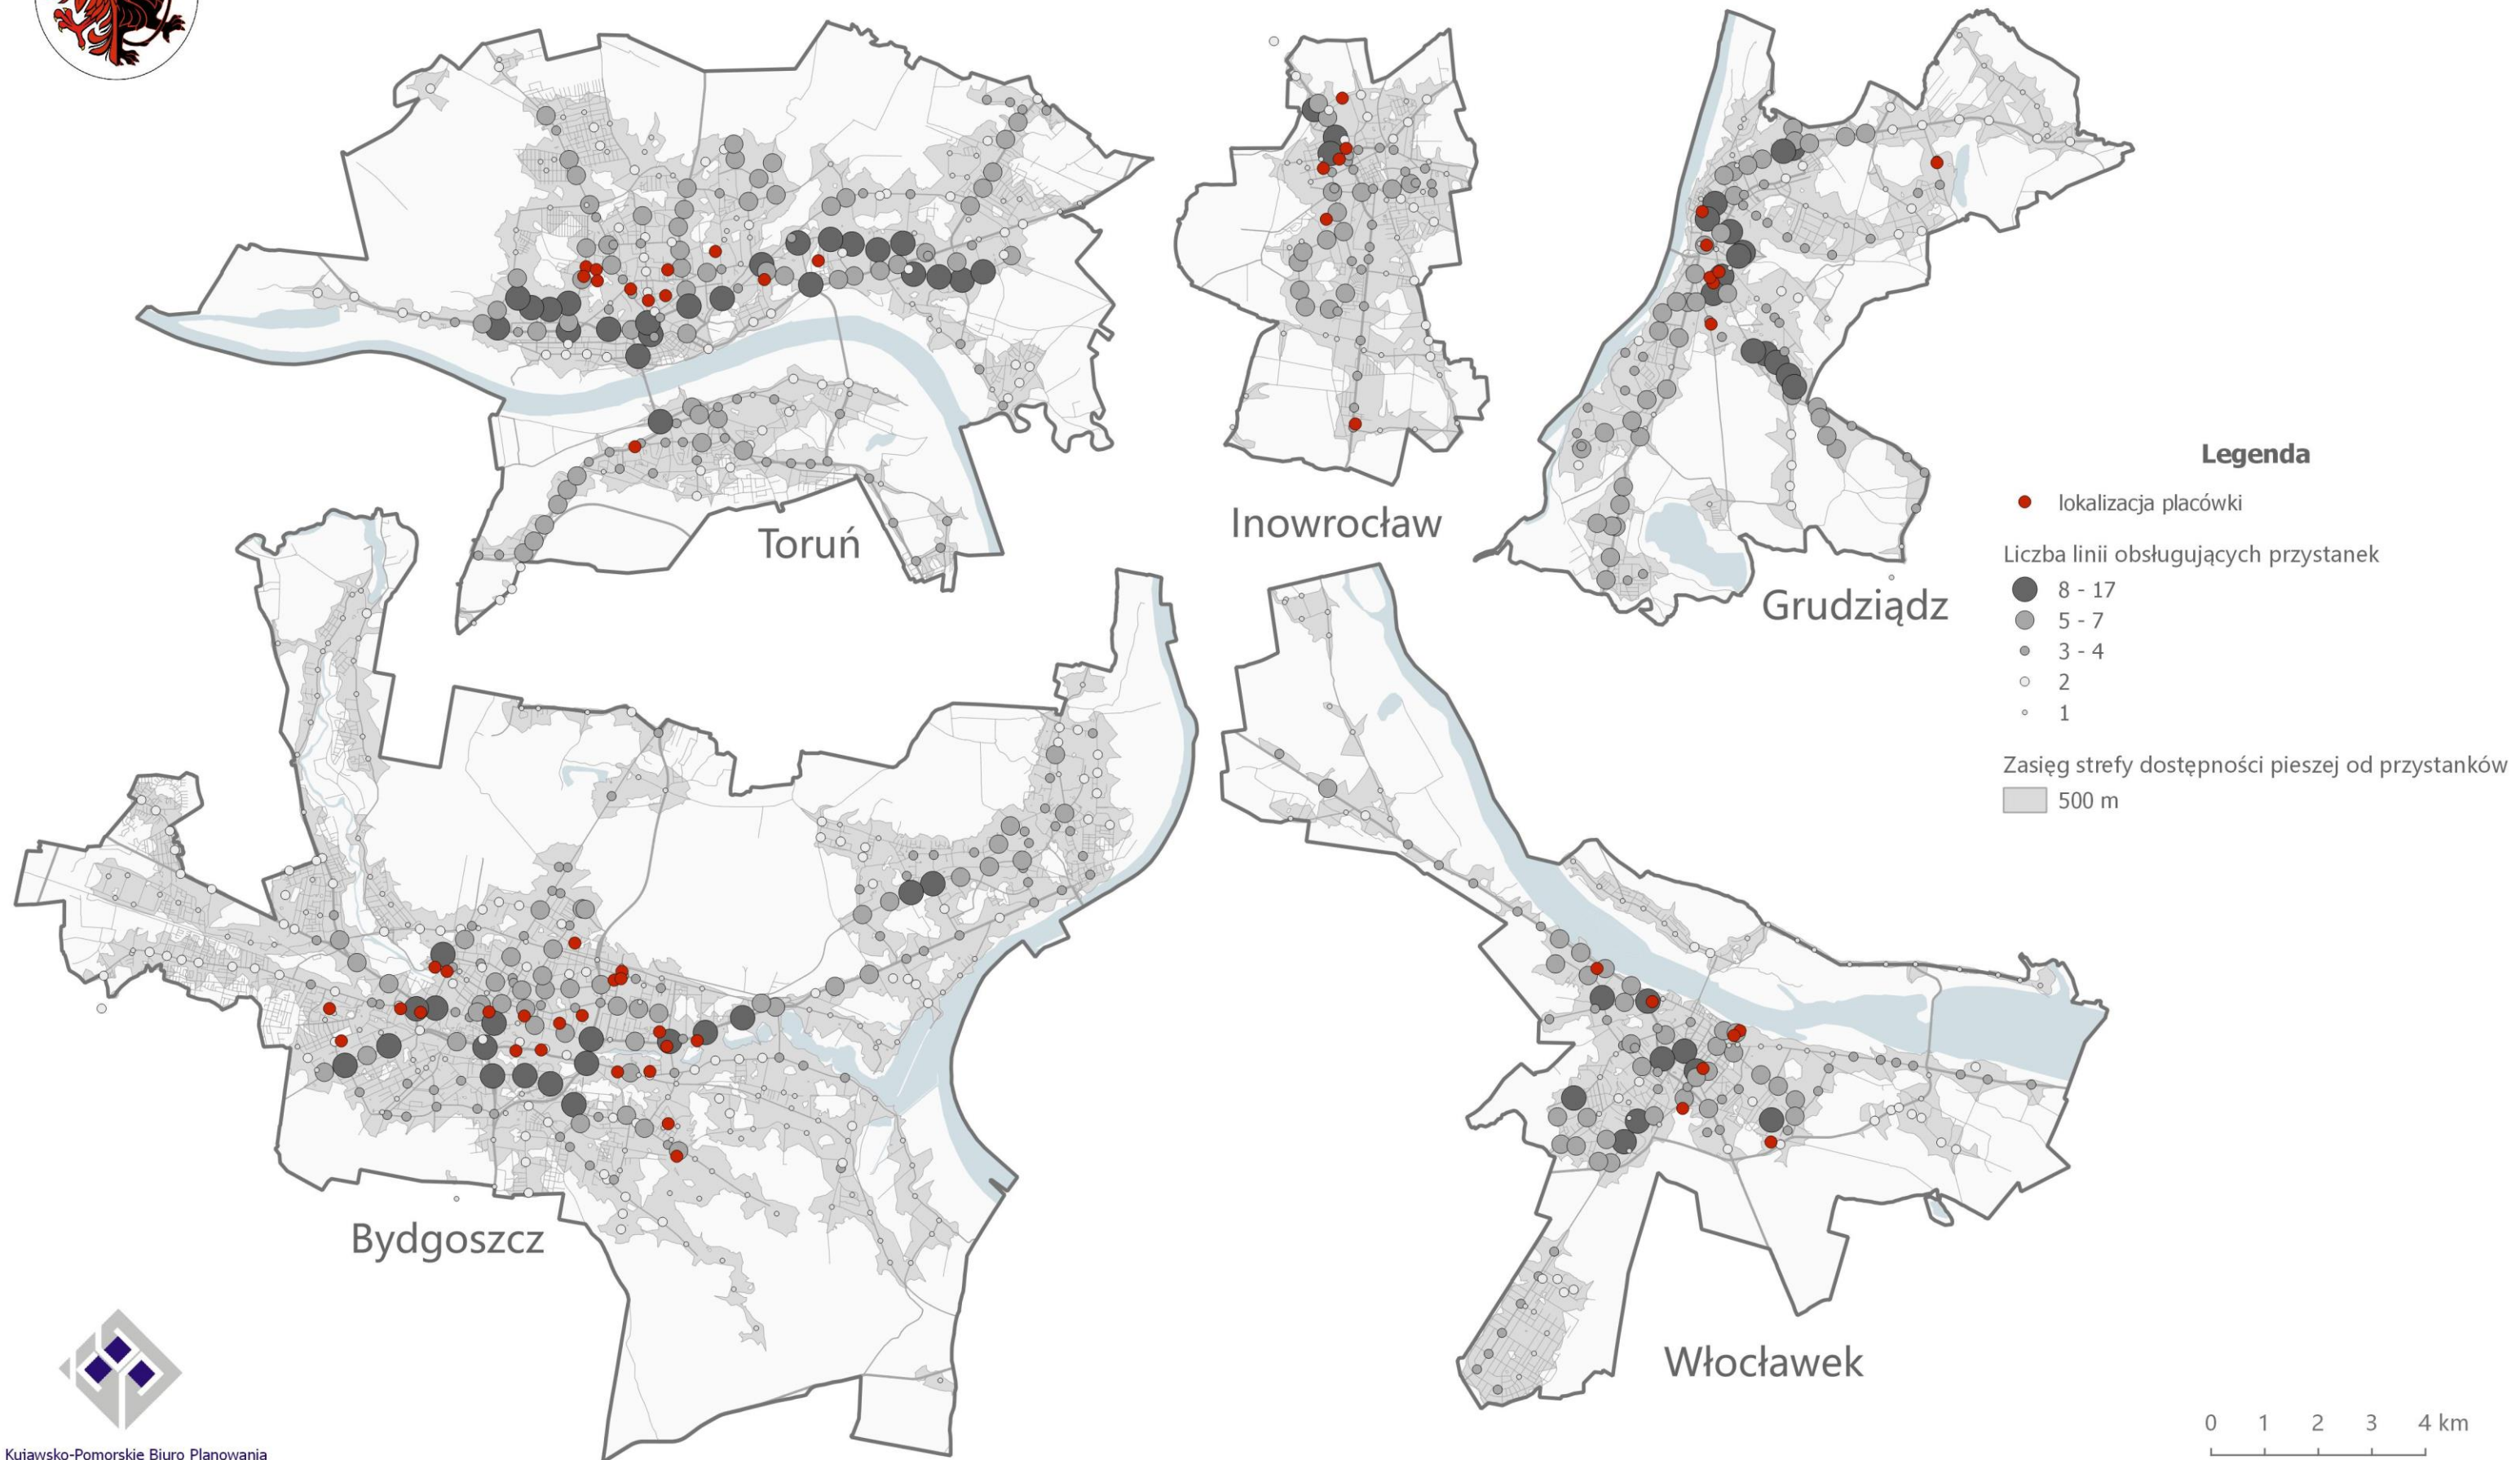 Toruń
Inowrocław
Grudziądz
Bydgoszcz
Włocławek
Legenda
lokalizacja placówki
Liczba linii obsługujących przystanek
8 - 17
5 - 7
3 - 4
2
1
Zasięg strefy dostępności pieszej od przystanków
500 m
0 1 2 3 4 km
Kujawsko-Pomorskie Biuro Planowania